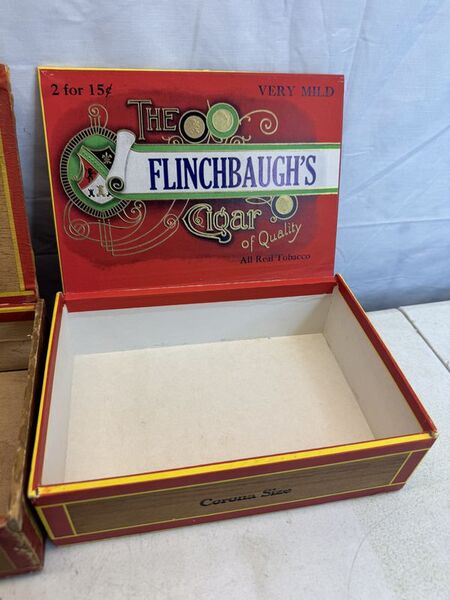 2 for 15¢ VERY MILD
THE
FLINCHBAUGH'S
Cigar
of Quality
All Real Tobacco
Corona Size